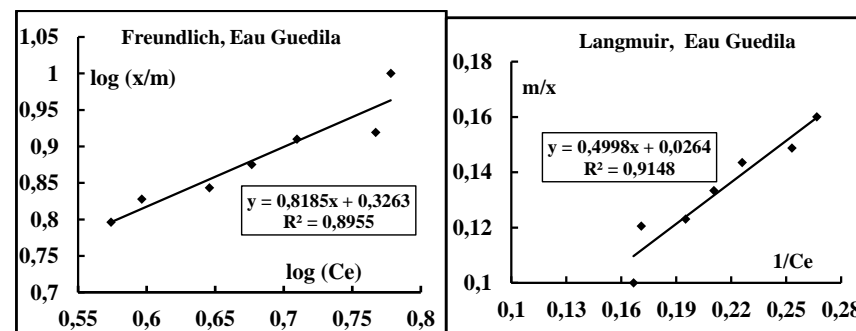 Freundlich, Eau Guedila
log (x/m)
1,05
1
0,95
0,9
0,85
0,8
0,75
0,7
y = 0,8185x + 0,3263
R² = 0,8955
log (Ce)
0,55 0,6 0,65 0,7 0,75 0,8
Langmuir, Eau Guedila
m/x
0,18
0,16
0,14
0,12
0,1
y = 0,4998x + 0,0264
R² = 0,9148
1/Ce
0,1 0,13 0,16 0,19 0,22 0,25 0,28